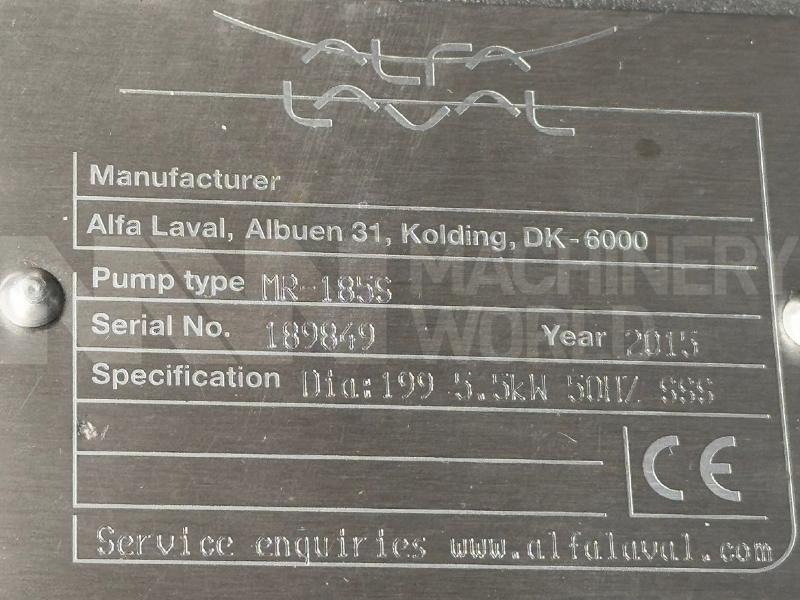 ALFA
LAVAL
Manufacturer
Alfa Laval, Albuen 31, Kolding, DK-6000
Pump type MR-185S
Serial No. 189849 Year 2015
Specification Dia:199 5.5kW 50HZ SSS
CE
Service enquiries www.alfalaval.com
MACHINERY
WORLD